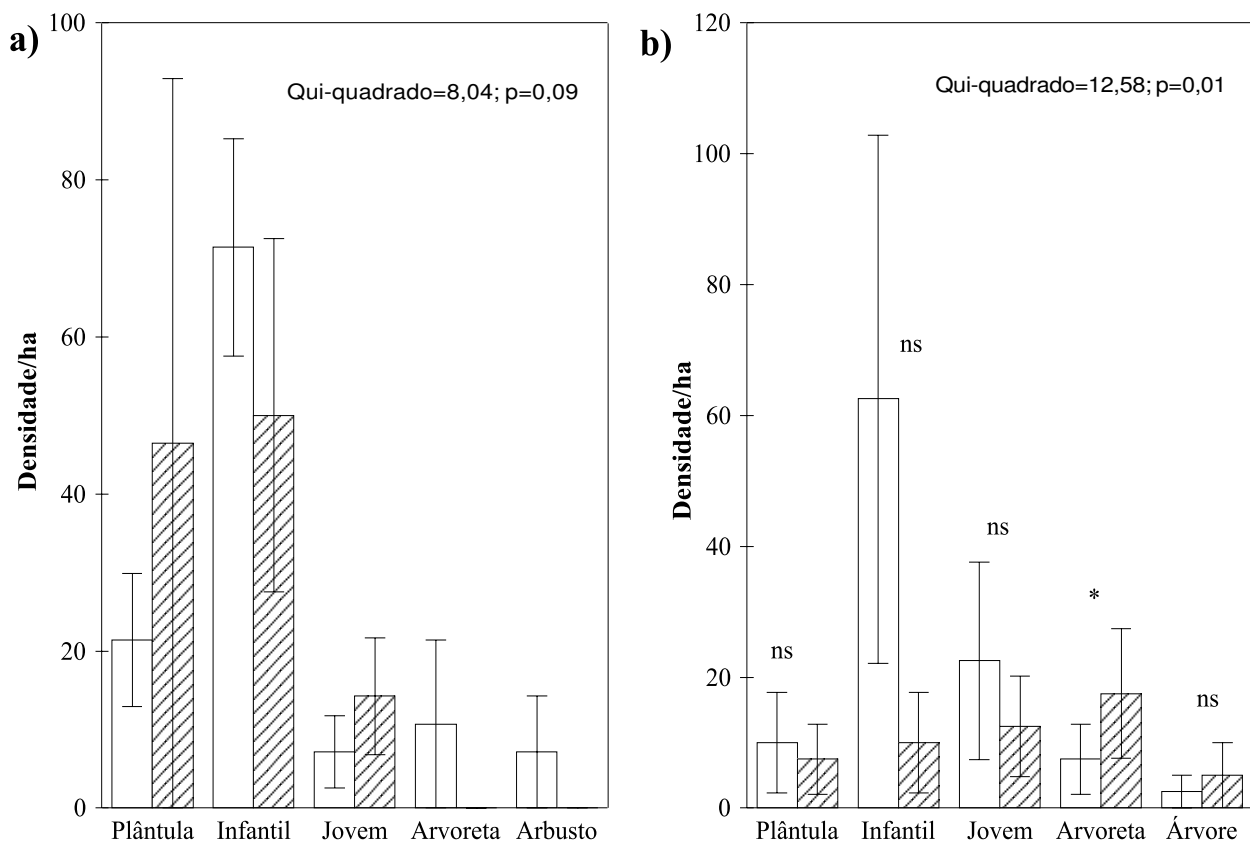 a)
Qui-quadrado=8,04; p=0,09
Densidade/ha
100
80
60
40
20
0
Plântula Infantil Jovem Arvoreta Arbusto
b)
Qui-quadrado=12,58; p=0,01
Densidade/ha
120
100
80
60
40
20
0
ns
ns
ns
*
ns
Plântula Infantil Jovem Arvoreta Árvore